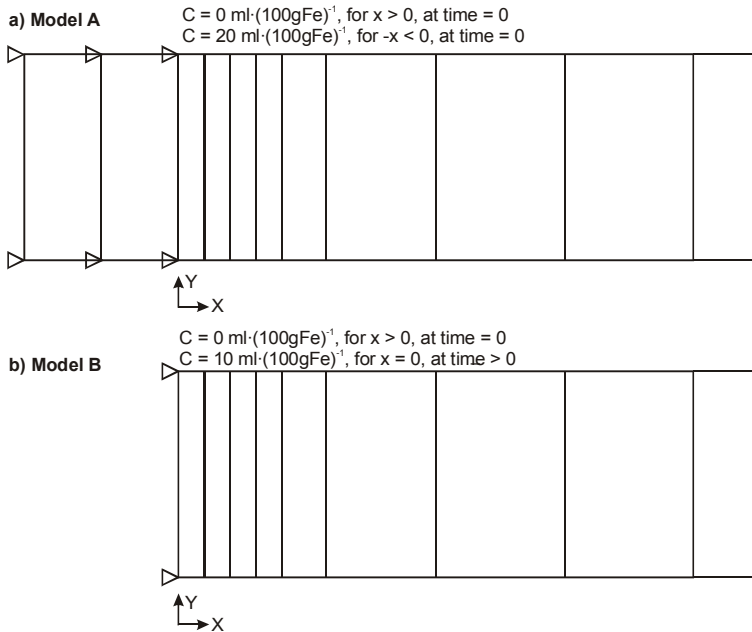 a) Model A
C = 0 ml·(100gFe)⁻¹, for x > 0, at time = 0
C = 20 ml·(100gFe)⁻¹, for -x < 0, at time = 0
Y
X
b) Model B
C = 0 ml·(100gFe)⁻¹, for x > 0, at time = 0
C = 10 ml·(100gFe)⁻¹, for x = 0, at time > 0
Y
X